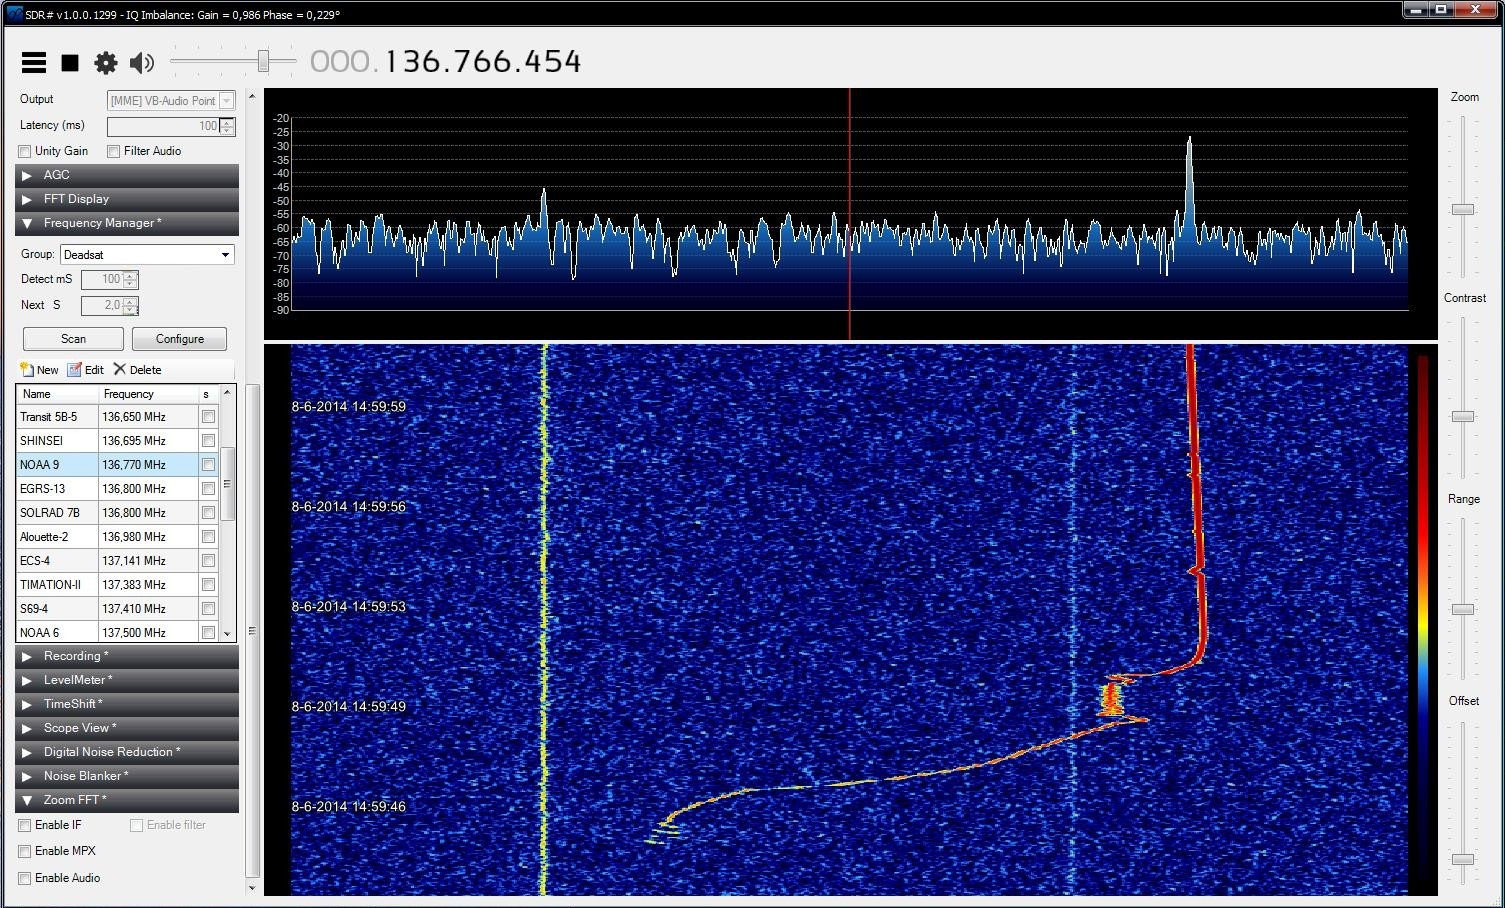 SDR# v1.0.0.1299 - IQ Imbalance: Gain = 0,986 Phase = 0,229°
000.136.766.454
Output [MME] VB-Audio Point
Latency (ms) 100
Unity Gain Filter Audio
AGC
FFT Display
Frequency Manager *
Group: Deadsat
Detect mS 100
Next S 2,0
Scan Configure
New Edit Delete
Name Frequency s
Transit 5B-5 136,650 MHz
SHINSEI 136,695 MHz
NOAA 9 136,770 MHz
EGRS-13 136,800 MHz
SOLRAD 7B 136,800 MHz
Alouette-2 136,980 MHz
ECS-4 137,141 MHz
TIMATION-II 137,383 MHz
S69-4 137,410 MHz
NOAA 6 137,500 MHz
Recording *
LevelMeter *
TimeShift *
Scope View *
Digital Noise Reduction *
Noise Blanker *
Zoom FFT *
Enable IF Enable filter
Enable MPX
Enable Audio
-20
-25
-30
-35
-40
-45
-50
-55
-60
-65
-70
-75
-80
-85
-90
8-6-2014 14:59:59
8-6-2014 14:59:56
8-6-2014 14:59:53
8-6-2014 14:59:49
8-6-2014 14:59:46
Zoom
Contrast
Range
Offset